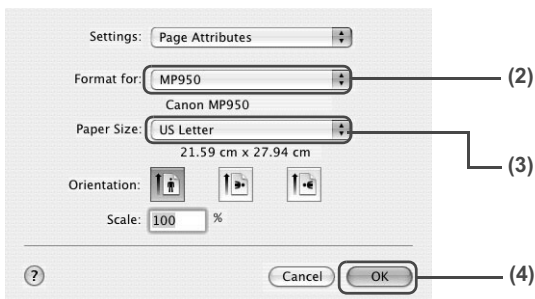 Settings: Page Attributes
Format for: MP950 (2)
Canon MP950
Paper Size: US Letter
21.59 cm x 27.94 cm
(3)
Orientation:
Scale: 100 %
? Cancel OK (4)